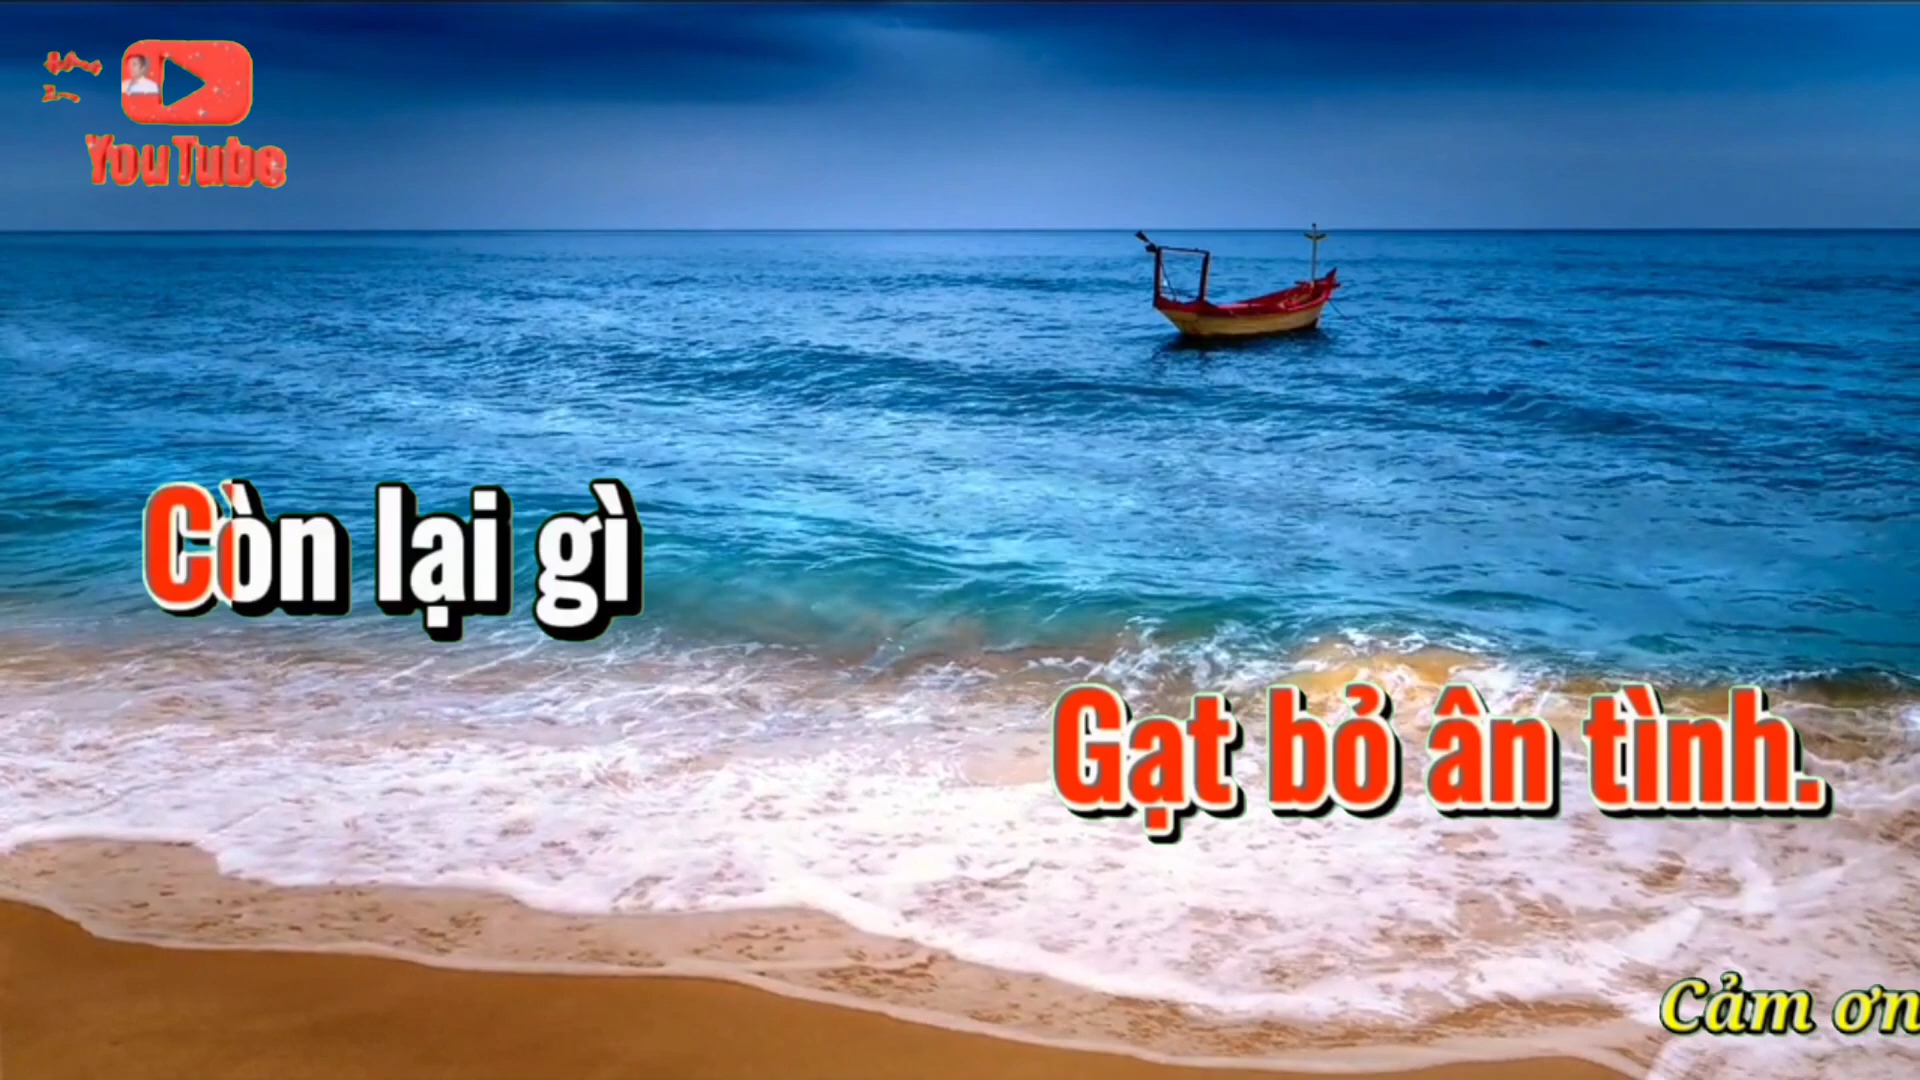 YouTube
Còn lại gì
Gạt bỏ ân tình.
Cảm ơn